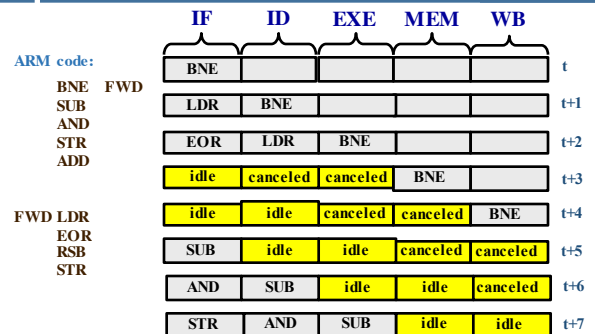 IF ID EXE MEM WB
ARM code:
BNE t
BNE FWD
SUB
LDR BNE t+1
AND
STR
EOR LDR BNE t+2
ADD
idle canceled canceled BNE t+3
FWD LDR
idle idle canceled canceled BNE t+4
EOR
RSB
SUB idle idle canceled canceled t+5
STR
AND SUB idle idle canceled t+6
STR AND SUB idle idle t+7